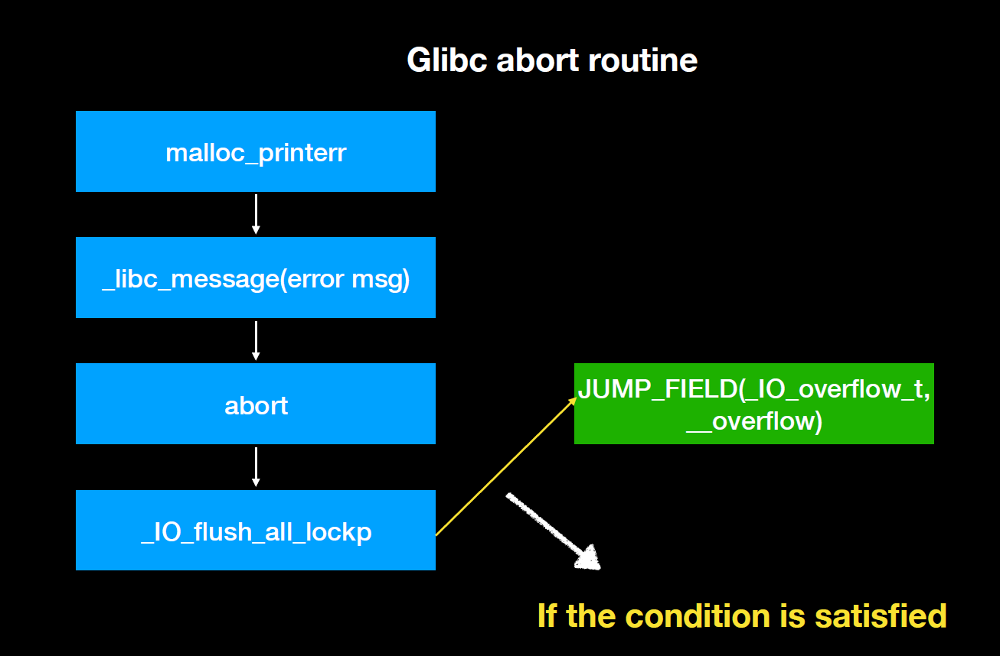 Glibc abort routine
malloc_printerr
_libc_message(error msg)
abort
JUMP_FIELD(_IO_overflow_t,
__overflow)
_IO_flush_all_lockp
If the condition is satisfied